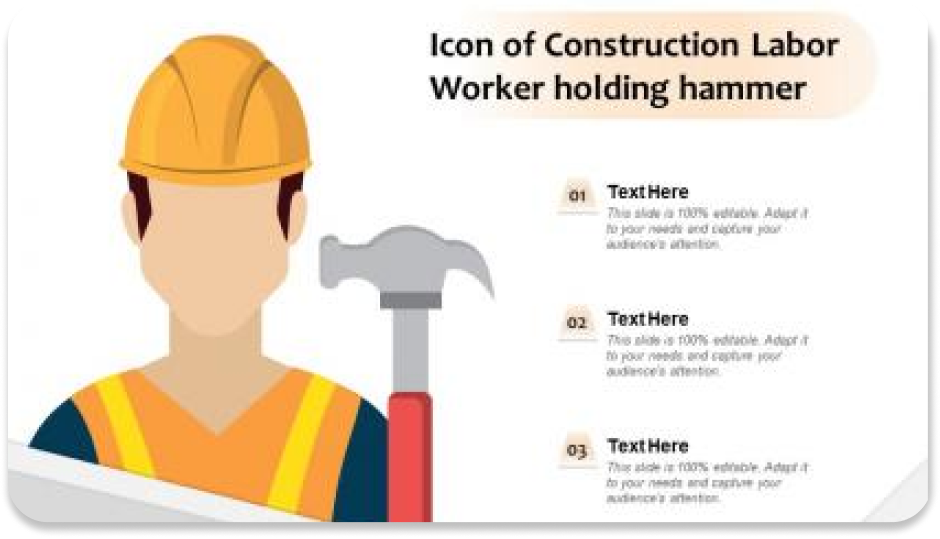 Icon of Construction Labor
Worker holding hammer
01
Text Here
This slide is 100% editable. Adapt it
to your needs and capture your
audience's attention.
02
Text Here
This slide is 100% editable. Adapt it
to your needs and capture your
audience's attention.
03
Text Here
This slide is 100% editable. Adapt it
to your needs and capture your
audience's attention.